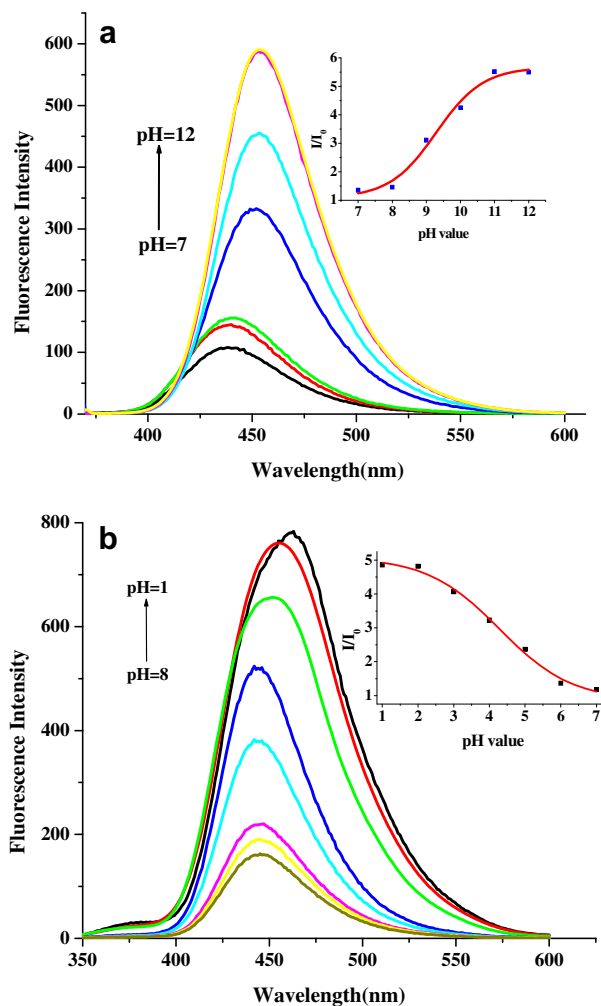 a
600
500
400
300
200
100
0
Fluorescence Intensity
pH=12
pH=7
400 450 500 550 600
Wavelength(nm)
6
5
4
3
2
1
I/I0
7 8 9 10 11 12
pH value
b
800
600
400
200
0
Fluorescence Intensity
pH=1
pH=8
350 400 450 500 550 600
Wavelength(nm)
5
4
3
2
1
I/I0
1 2 3 4 5 6 7
pH value